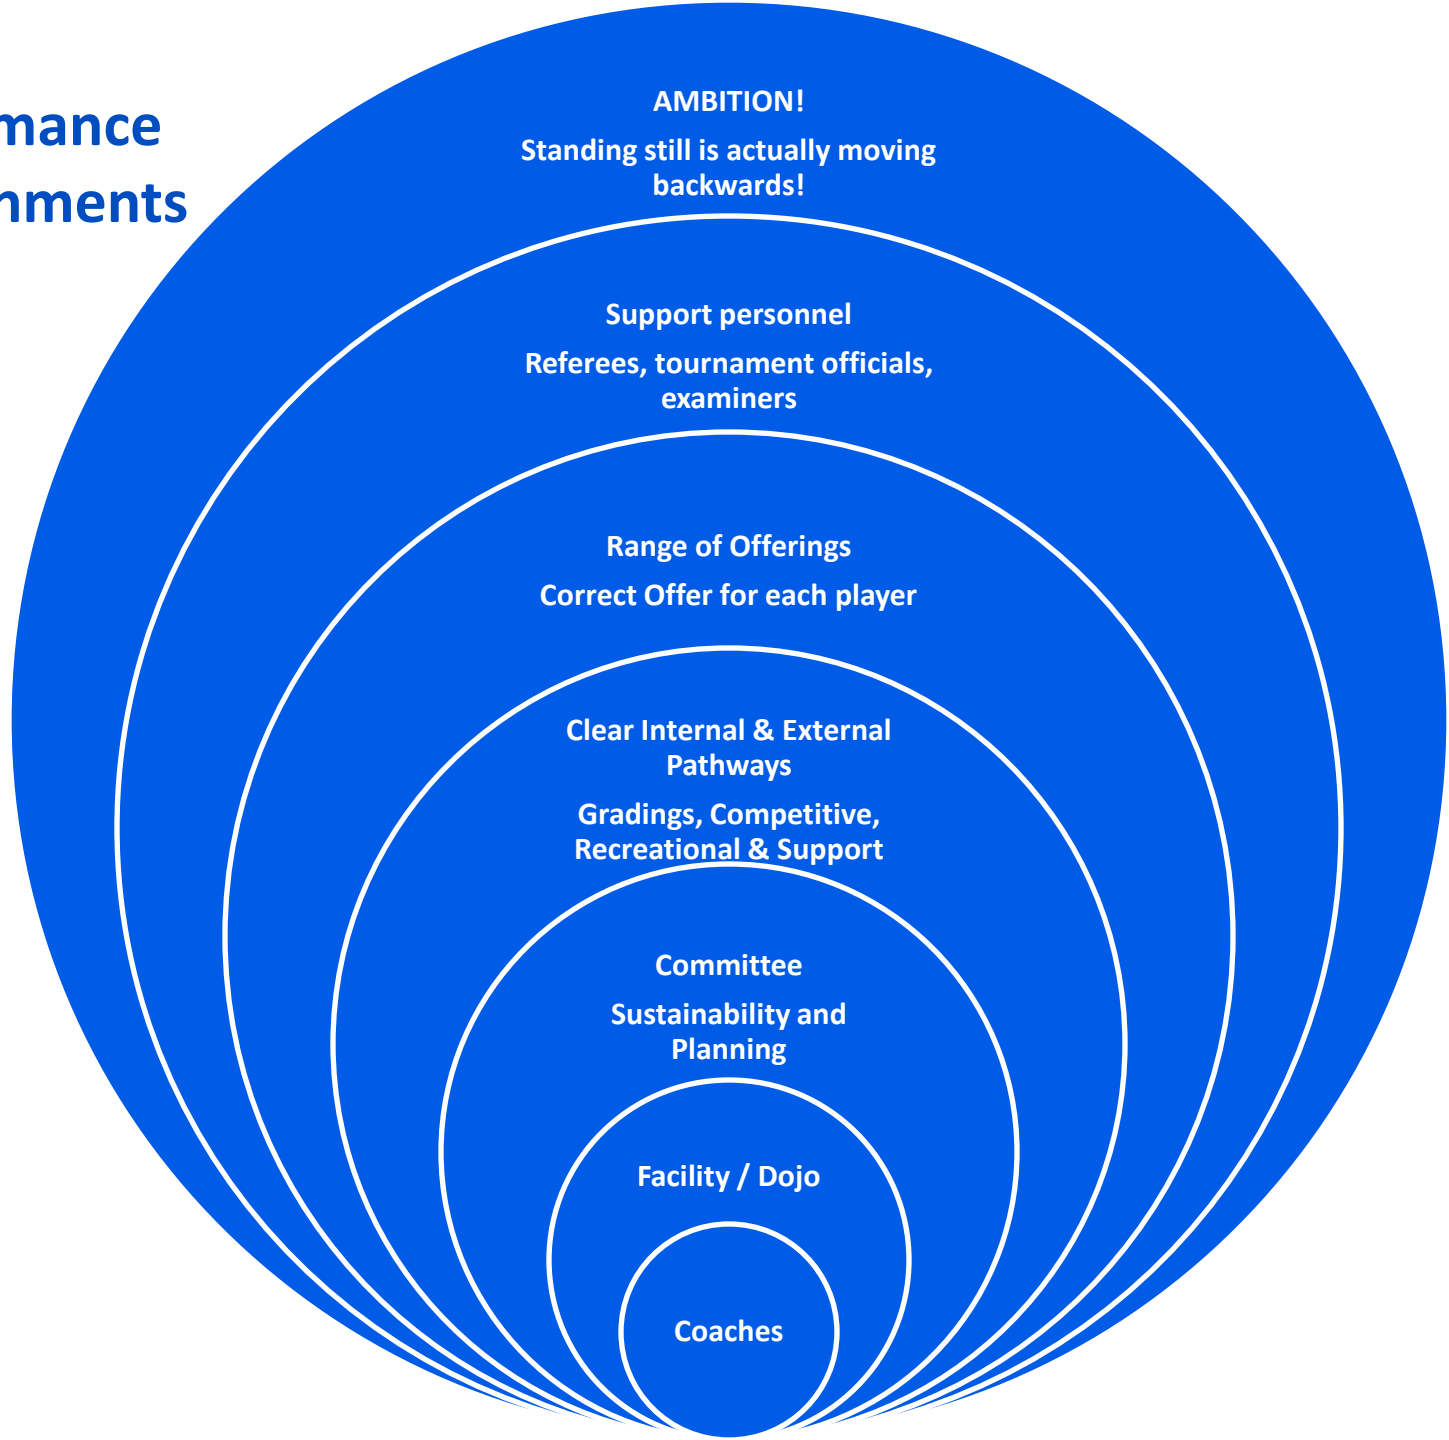 mance
nments
AMBITION!
Standing still is actually moving
backwards!
Support personnel
Referees, tournament officials,
examiners
Range of Offerings
Correct Offer for each player
Clear Internal & External
Pathways
Gradings, Competitive,
Recreational & Support
Committee
Sustainability and
Planning
Facility / Dojo
Coaches